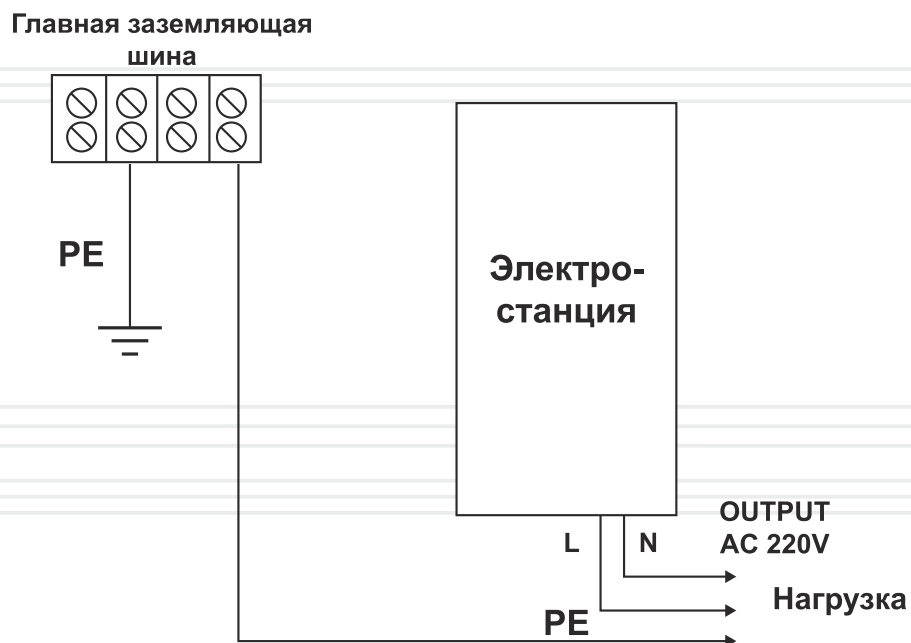 Главная заземляющая
шина
PE
Электро-
станция
L N
OUTPUT
AC 220V
Нагрузка
PE